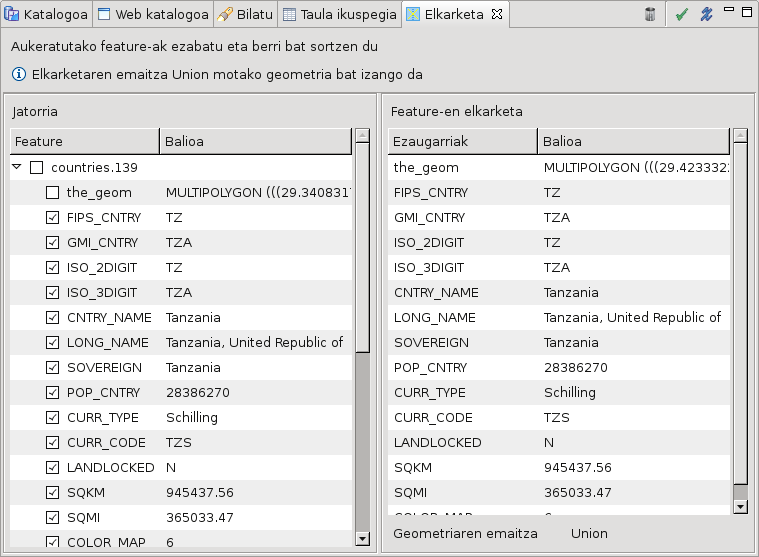 Katalogoa Web katalogoa Bilatu Taula ikuspegia Elkarketa
Aukeratutako feature-ak ezabatu eta berri bat sortzen du
Elkarketaren emaitza Union motako geometria bat izango da
Jatorria
Feature Balioa
countries.139
the_geom MULTIPOLYGON (((29.3408317
FIPS_CNTRY TZ
GMI_CNTRY TZA
ISO_2DIGIT TZ
ISO_3DIGIT TZA
CNTRY_NAME Tanzania
LONG_NAME Tanzania, United Republic of
SOVEREIGN Tanzania
POP_CNTRY 28386270
CURR_TYPE Schilling
CURR_CODE TZS
LANDLOCKED N
SQKM 945437.56
SQMI 365033.47
COLOR_MAP 6
Feature-en elkarketa
Ezaugarriak Balioa
the_geom MULTIPOLYGON (((29.423332
FIPS_CNTRY TZ
GMI_CNTRY TZA
ISO_2DIGIT TZ
ISO_3DIGIT TZA
CNTRY_NAME Tanzania
LONG_NAME Tanzania, United Republic of
SOVEREIGN Tanzania
POP_CNTRY 28386270
CURR_TYPE Schilling
CURR_CODE TZS
LANDLOCKED N
SQKM 945437.56
SQMI 365033.47
COLOR_MAP 6
Geometriaren emaitza Union